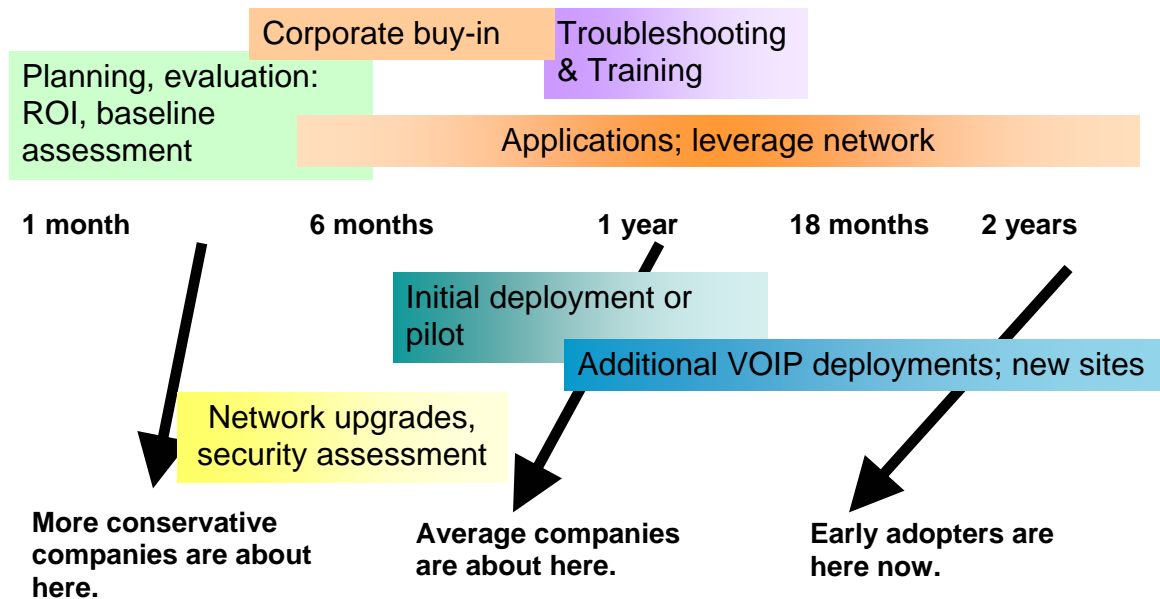 Corporate buy-in
Troubleshooting
& Training
Planning, evaluation:
ROI, baseline
assessment
Applications; leverage network
1 month
6 months
1 year
18 months
2 years
Initial deployment or
pilot
Additional VOIP deployments; new sites
Network upgrades,
security assessment
More conservative
companies are about
here.
Average companies
are about here.
Early adopters are
here now.